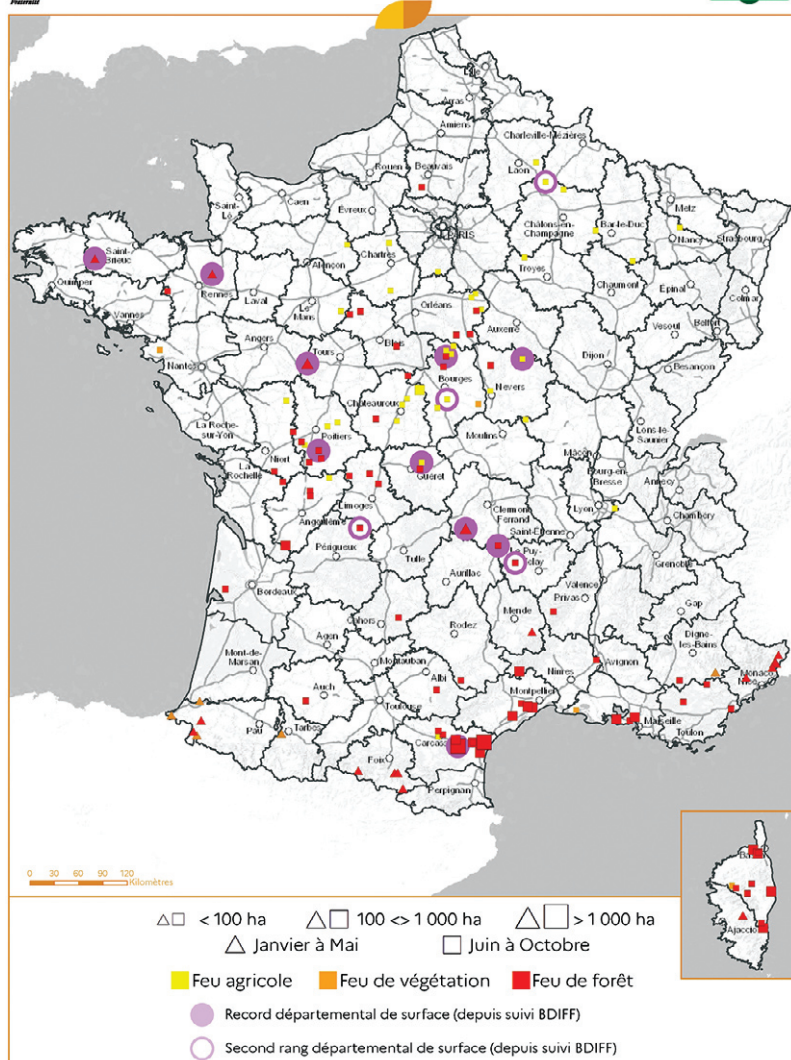 Lille
Arras
Amiens
Charleville-Mézières
Rouen
Beauvais
Laon
Saint-Lô
Caen
Évreux
Metz
PARIS
Châlons-en-Champagne
Bar-le-Duc
Nancy
Strasbourg
Saint-Brieuc
Alençon
Chartres
Troyes
Quimper
Rennes
Laval
Chaumont
Épinal
Colmar
Vannes
Le Mans
Orléans
Auxerre
Vesoul
Belfort
Angers
Tours
Blois
Dijon
Besançon
Nantes
Bourges
Nevers
Châteauroux
La Roche-sur-Yon
Poitiers
Moulins
Lons-le-Saunier
Niort
Mâcon
La Rochelle
Guéret
Bourg-en-Bresse
Annecy
Limoges
Clermont-Ferrand
Lyon
Angoulême
Saint-Etienne
Chambéry
Périgueux
Tulle
Le Puy-
Grenoble
Aurillac
Bordeaux
Valence
Privas
Mende
Gap
Cahors
Rodez
Agen
Digne-les-Bains
Mont-de-Marsan
Montauban
Albi
Nîmes
Avignon
Monaco
Nice
Auch
Toulouse
Montpellier
Pau
Tarbes
Marseille
Toulon
Carcas
Foix
Perpignan
Ajaccio
0 30 60 90 120
Kilomètres
< 100 ha 100 <> 1 000 ha > 1 000 ha
Janvier à Mai Juin à Octobre
Feu agricole Feu de végétation Feu de forêt
Record départemental de surface (depuis suivi BDIFF)
Second rang départemental de surface (depuis suivi BDIFF)